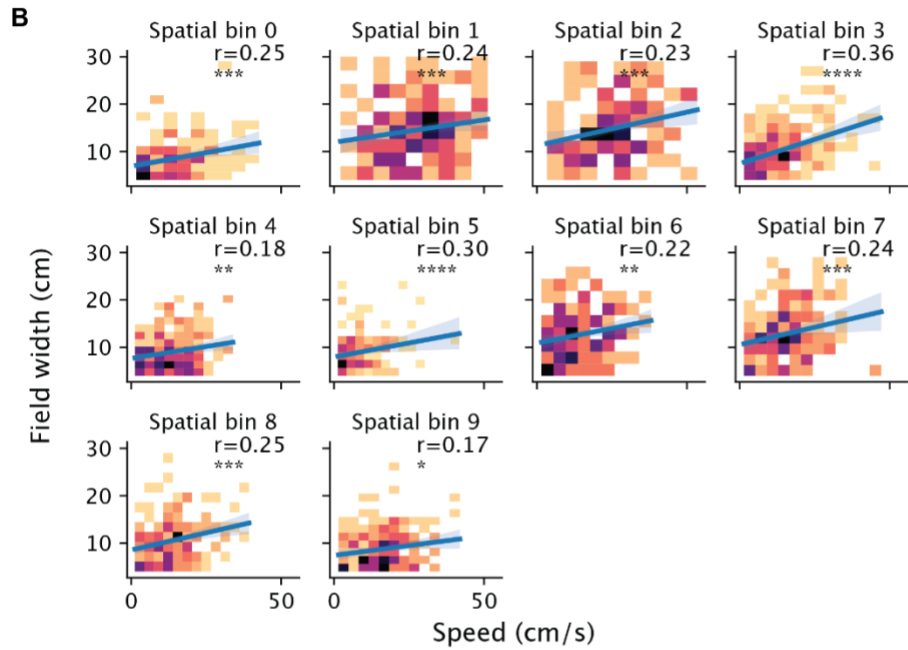 B
Spatial bin 0
r=0.25
***
Spatial bin 1
r=0.24
***
Spatial bin 2
r=0.23
***
Spatial bin 3
r=0.36
****
30
20
10
Spatial bin 4
r=0.18
**
Spatial bin 5
r=0.30
****
Spatial bin 6
r=0.22
**
Spatial bin 7
r=0.24
***
30
20
10
Spatial bin 8
r=0.25
***
Spatial bin 9
r=0.17
*
30
20
10
0
50
0
50
Field width (cm)
Speed (cm/s)